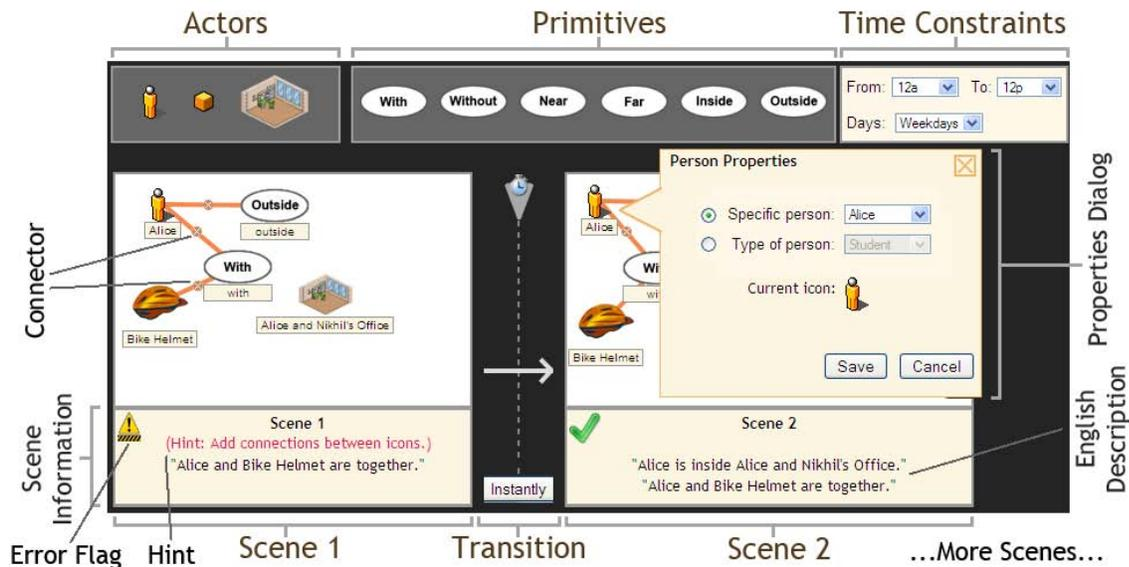 Actors
Primitives
Time Constraints
With
Without
Near
Far
Inside
Outside
From: 12a To: 12p
Days: Weekdays
Person Properties
Specific person: Alice
Type of person: Student
Current icon:
Save
Cancel
Properties Dialog
Connector
Alice
Outside
outside
With
with
Bike Helmet
Alice and Nikhil's Office
Alice
Wi
wi
Bike Helmet
Scene Information
Scene 1
(Hint: Add connections between icons.)
"Alice and Bike Helmet are together."
Instantly
Scene 2
"Alice is inside Alice and Nikhil's Office."
"Alice and Bike Helmet are together."
English Description
Error Flag
Hint
Scene 1
Transition
Scene 2
...More Scenes...